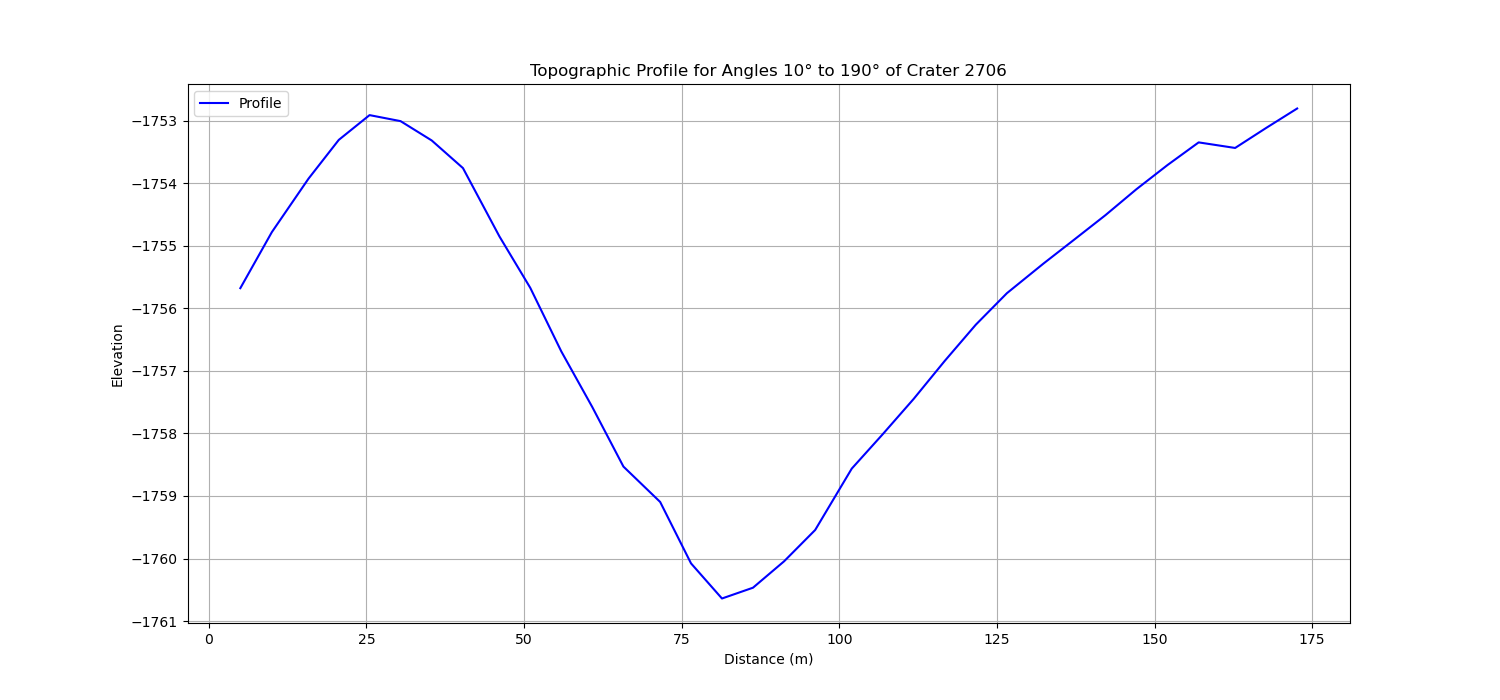 Topographic Profile for Angles 10° to 190° of Crater 2706
Profile
−1753
−1754
−1755
−1756
−1757
−1758
−1759
−1760
−1761
Elevation
0 25 50 75 100 125 150 175
Distance (m)